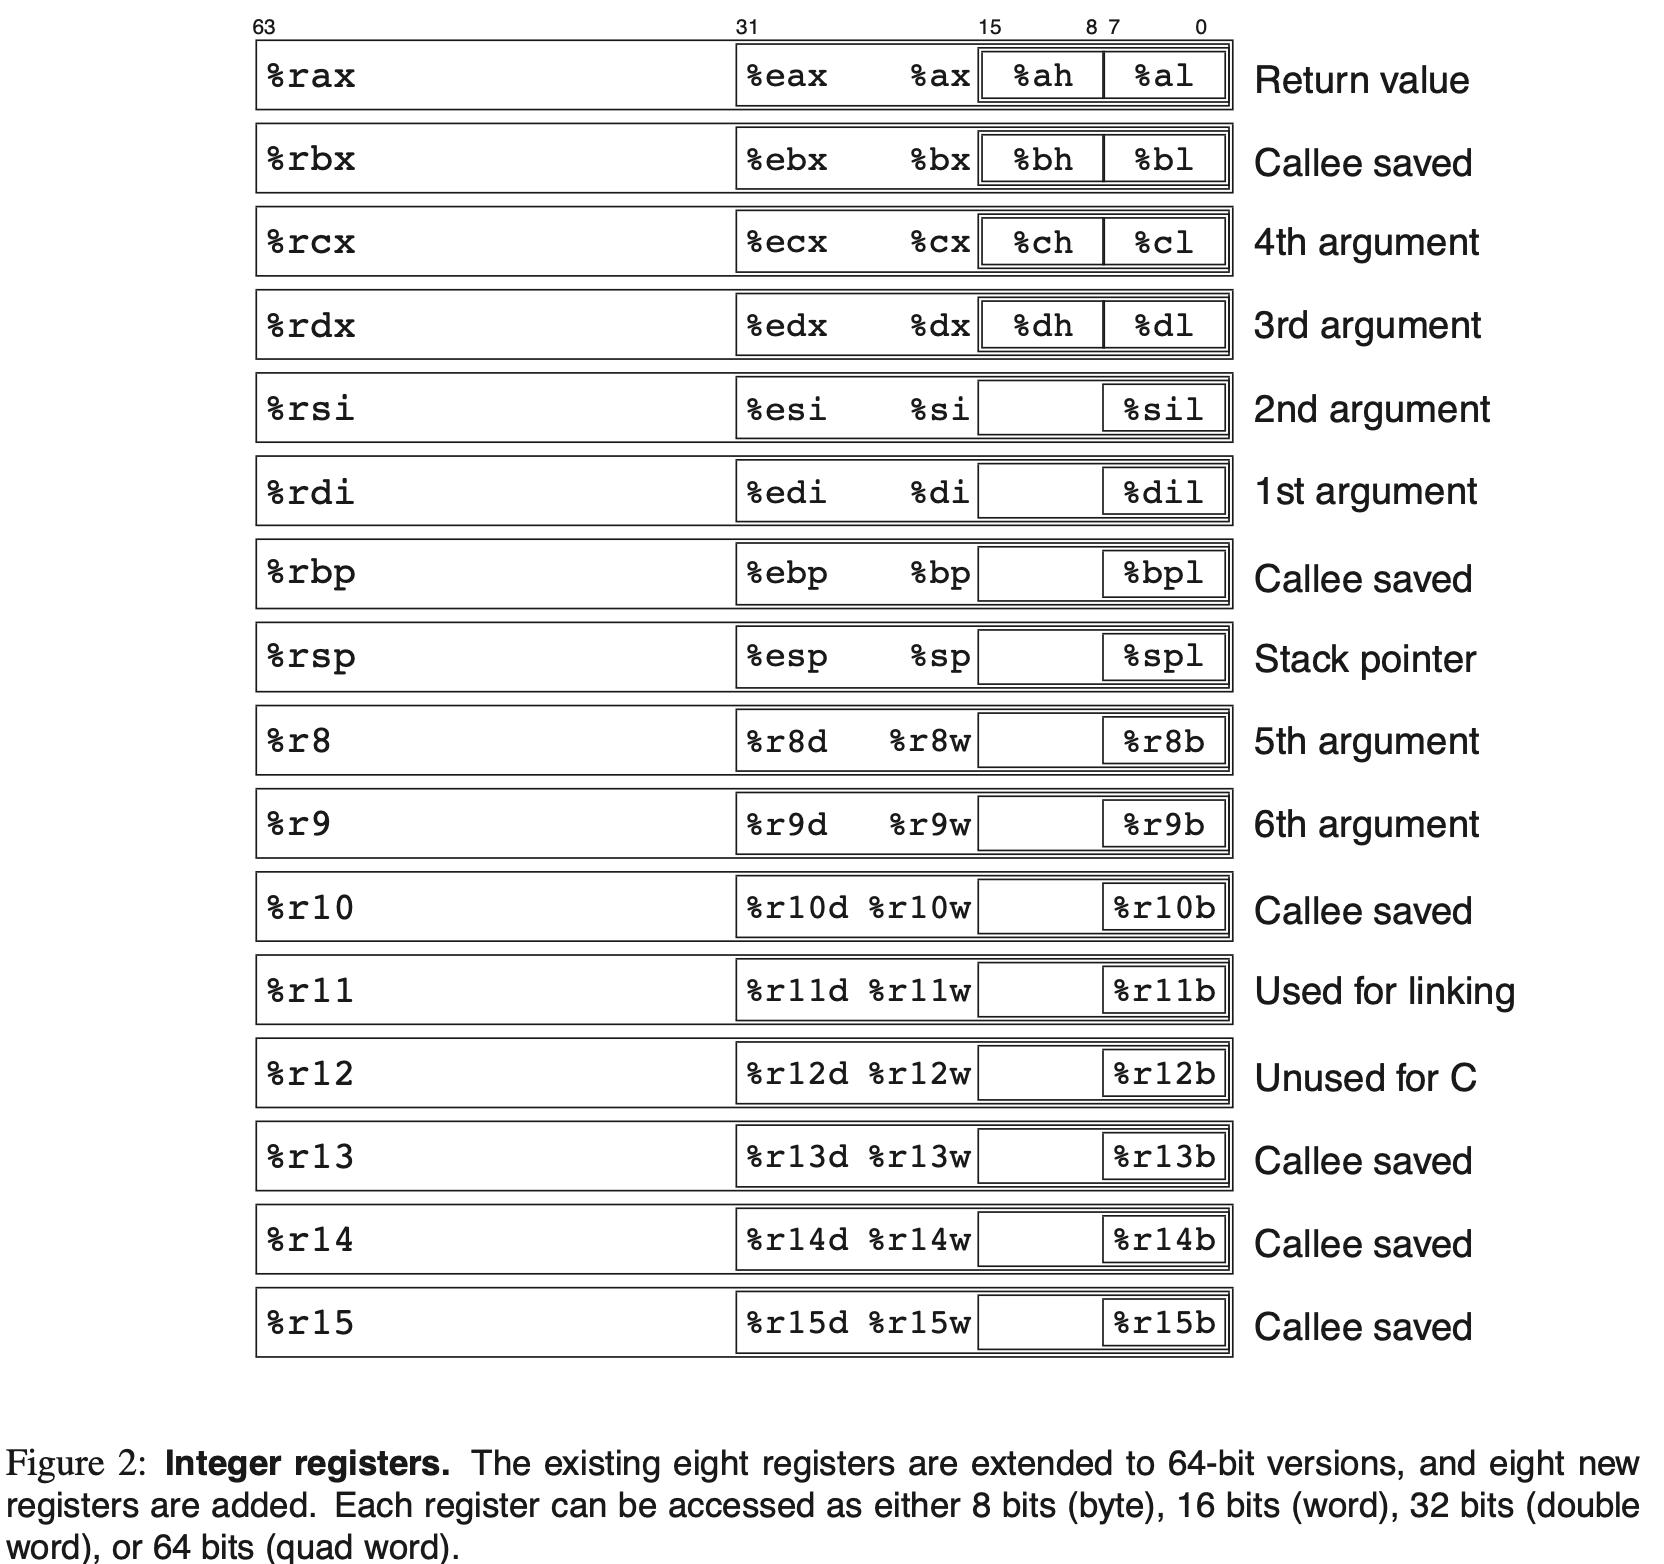 63 31 15 8 7 0
%rax %eax %ax %ah %al Return value
%rbx %ebx %bx %bh %bl Callee saved
%rcx %ecx %cx %ch %cl 4th argument
%rdx %edx %dx %dh %dl 3rd argument
%rsi %esi %si %sil 2nd argument
%rdi %edi %di %dil 1st argument
%rbp %ebp %bp %bpl Callee saved
%rsp %esp %sp %spl Stack pointer
%r8 %r8d %r8w %r8b 5th argument
%r9 %r9d %r9w %r9b 6th argument
%r10 %r10d %r10w %r10b Callee saved
%r11 %r11d %r11w %r11b Used for linking
%r12 %r12d %r12w %r12b Unused for C
%r13 %r13d %r13w %r13b Callee saved
%r14 %r14d %r14w %r14b Callee saved
%r15 %r15d %r15w %r15b Callee saved
Figure 2: Integer registers. The existing eight registers are extended to 64-bit versions, and eight new
registers are added. Each register can be accessed as either 8 bits (byte), 16 bits (word), 32 bits (double
word), or 64 bits (quad word).